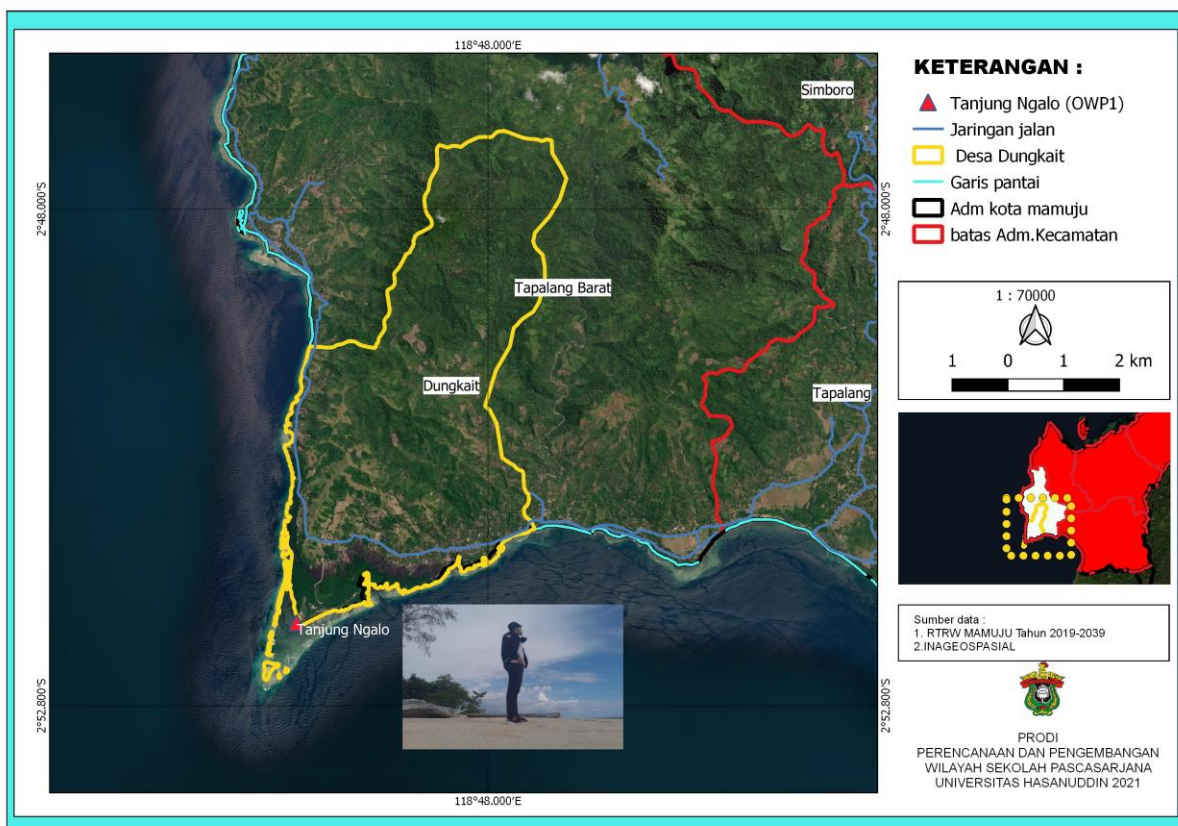 118°48.000'E
Simboro
2°48.000'S
2°48.000'S
Tapalang Barat
Dungkait
Tapalang
Tanjung Ngalo
2°52.800'S
2°52.800'S
118°48.000'E
KETERANGAN :
Tanjung Ngalo (OWP1)
Jaringan jalan
Desa Dungkait
Garis pantai
Adm kota mamuju
batas Adm.Kecamatan
1 : 70000
1 0 1 2 km
Sumber data :
1. RTRW MAMUJU Tahun 2019-2039
2.INAGEOSPASIAL
PRODI
PERENCANAAN DAN PENGEMBANGAN
WILAYAH SEKOLAH PASCASARJANA
UNIVERSITAS HASANUDDIN 2021